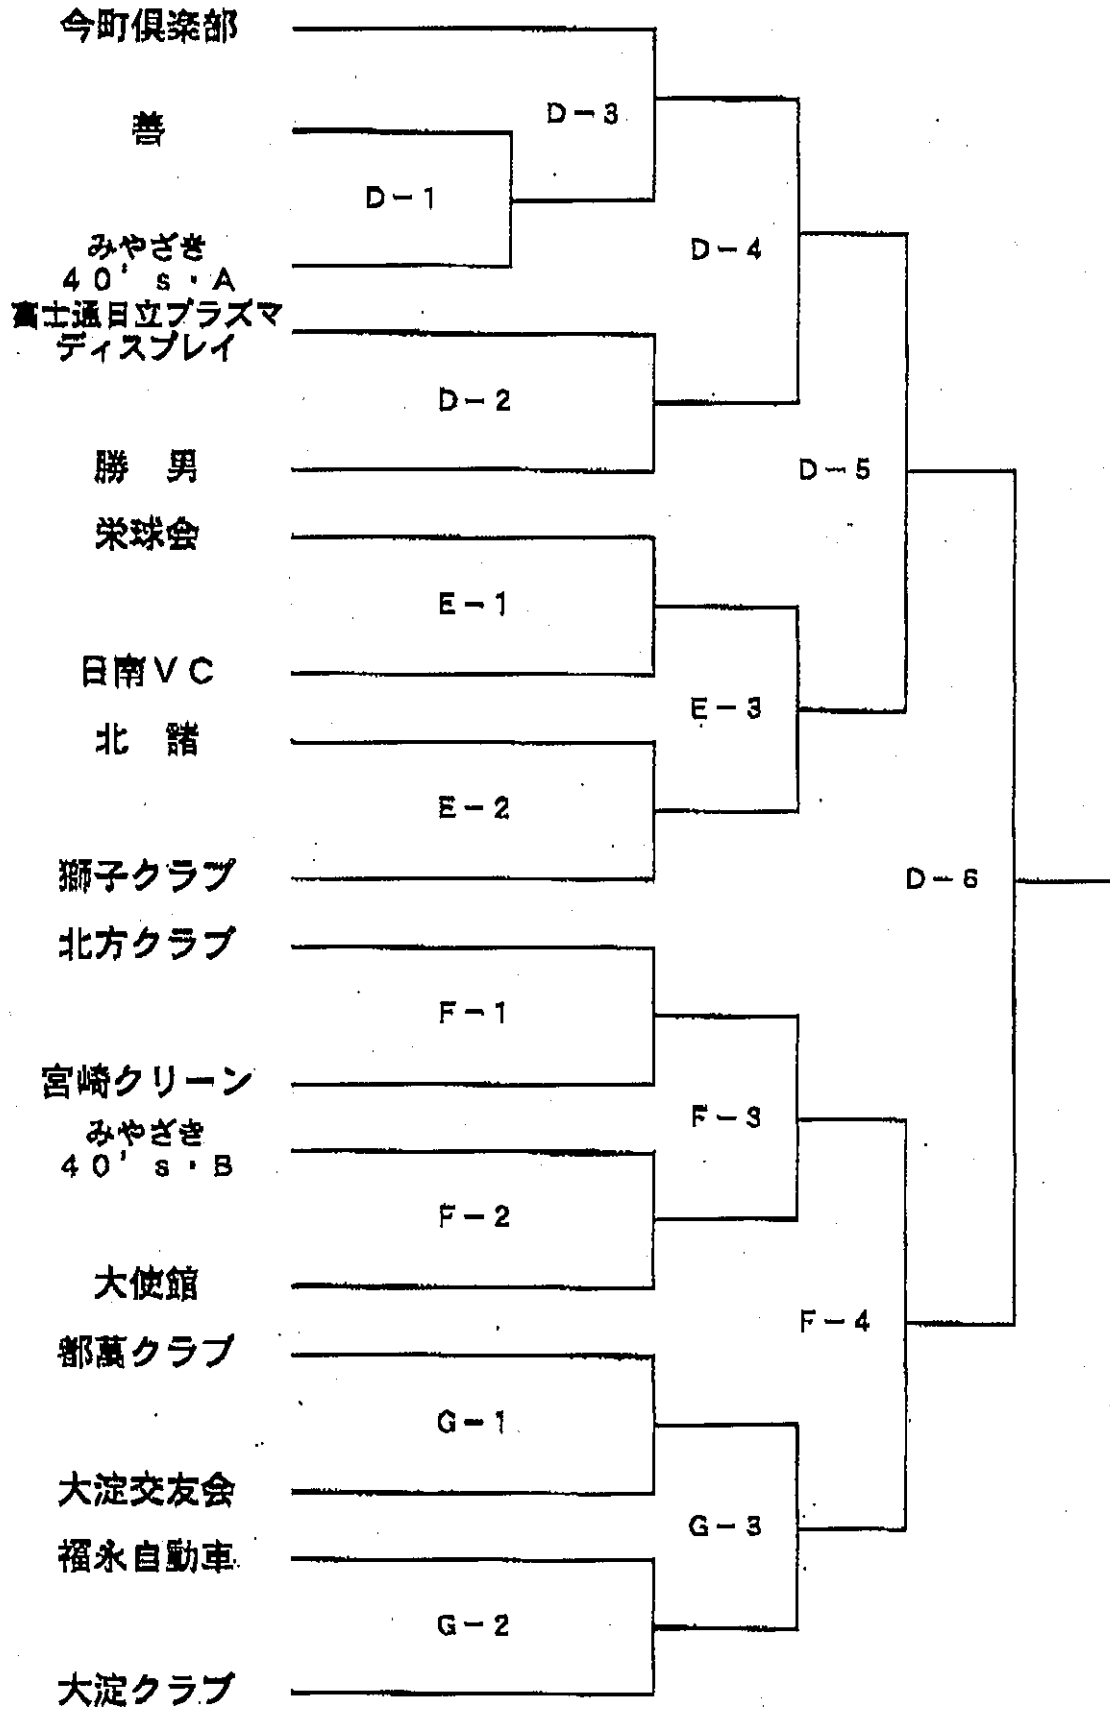 今町倶楽部
D－3
善
D－1
みやざき
40's・A
D－4
富士通日立プラズマ
ディスプレイ
D－2
勝　男
D－5
栄球会
E－1
日南VC
E－3
北　諸
E－2
獅子クラブ
D－6
北方クラブ
F－1
宮崎クリーン
F－3
みやざき
40's・B
F－2
大使館
F－4
都萬クラブ
G－1
大淀交友会
G－3
福永自動車
G－2
大淀クラブ